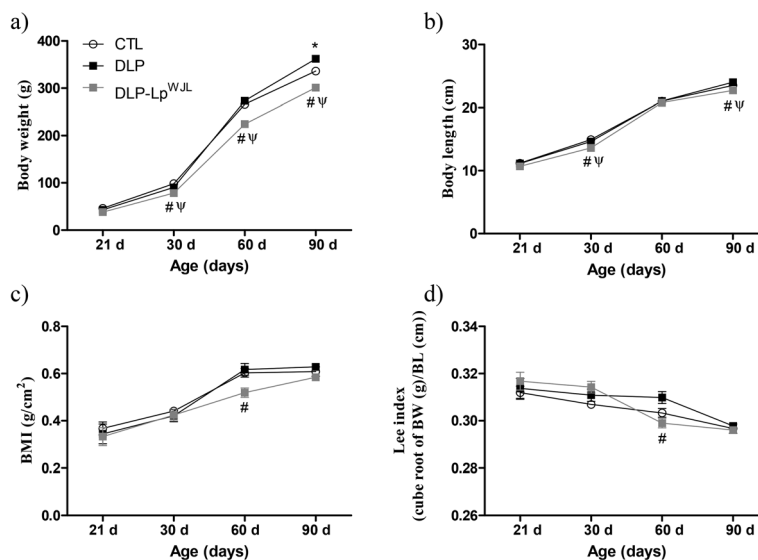 a)
400
300
200
100
0
Body weight (g)
CTL
DLP
DLP-Lp^WJL
*
#ψ
#ψ
#ψ
21 d
30 d
60 d
90 d
Age (days)
b)
30
20
10
0
Body length (cm)
#ψ
#ψ
21 d
30 d
60 d
90 d
Age (days)
c)
0.8
0.6
0.4
0.2
0.0
BMI (g/cm²)
#
21 d
30 d
60 d
90 d
Age (days)
d)
0.34
0.32
0.30
0.28
0.26
Lee index
(cube root of BW (g)/BL (cm))
#
21 d
30 d
60 d
90 d
Age (days)